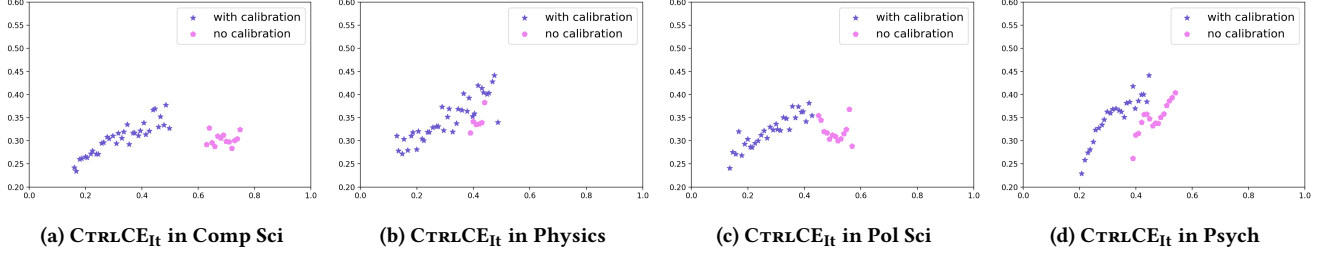 0.60
0.55
0.50
0.45
0.40
0.35
0.30
0.25
0.20
0.0 0.2 0.4 0.6 0.8 1.0
with calibration
no calibration
(a) CTRLCE_It in Comp Sci
0.60
0.55
0.50
0.45
0.40
0.35
0.30
0.25
0.20
0.0 0.2 0.4 0.6 0.8 1.0
with calibration
no calibration
(b) CTRLCE_It in Physics
0.60
0.55
0.50
0.45
0.40
0.35
0.30
0.25
0.20
0.0 0.2 0.4 0.6 0.8 1.0
with calibration
no calibration
(c) CTRLCE_It in Pol Sci
0.60
0.55
0.50
0.45
0.40
0.35
0.30
0.25
0.20
0.0 0.2 0.4 0.6 0.8 1.0
with calibration
no calibration
(d) CTRLCE_It in Psych